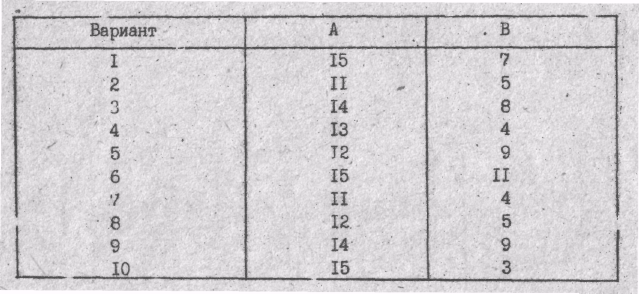 Вариант А В
I I5 7
2 II 5
3 I4 8
4 I3 4
5 I2 9
6 I5 II
7 II 4
8 I2 5
9 I4 9
I0 I5 3